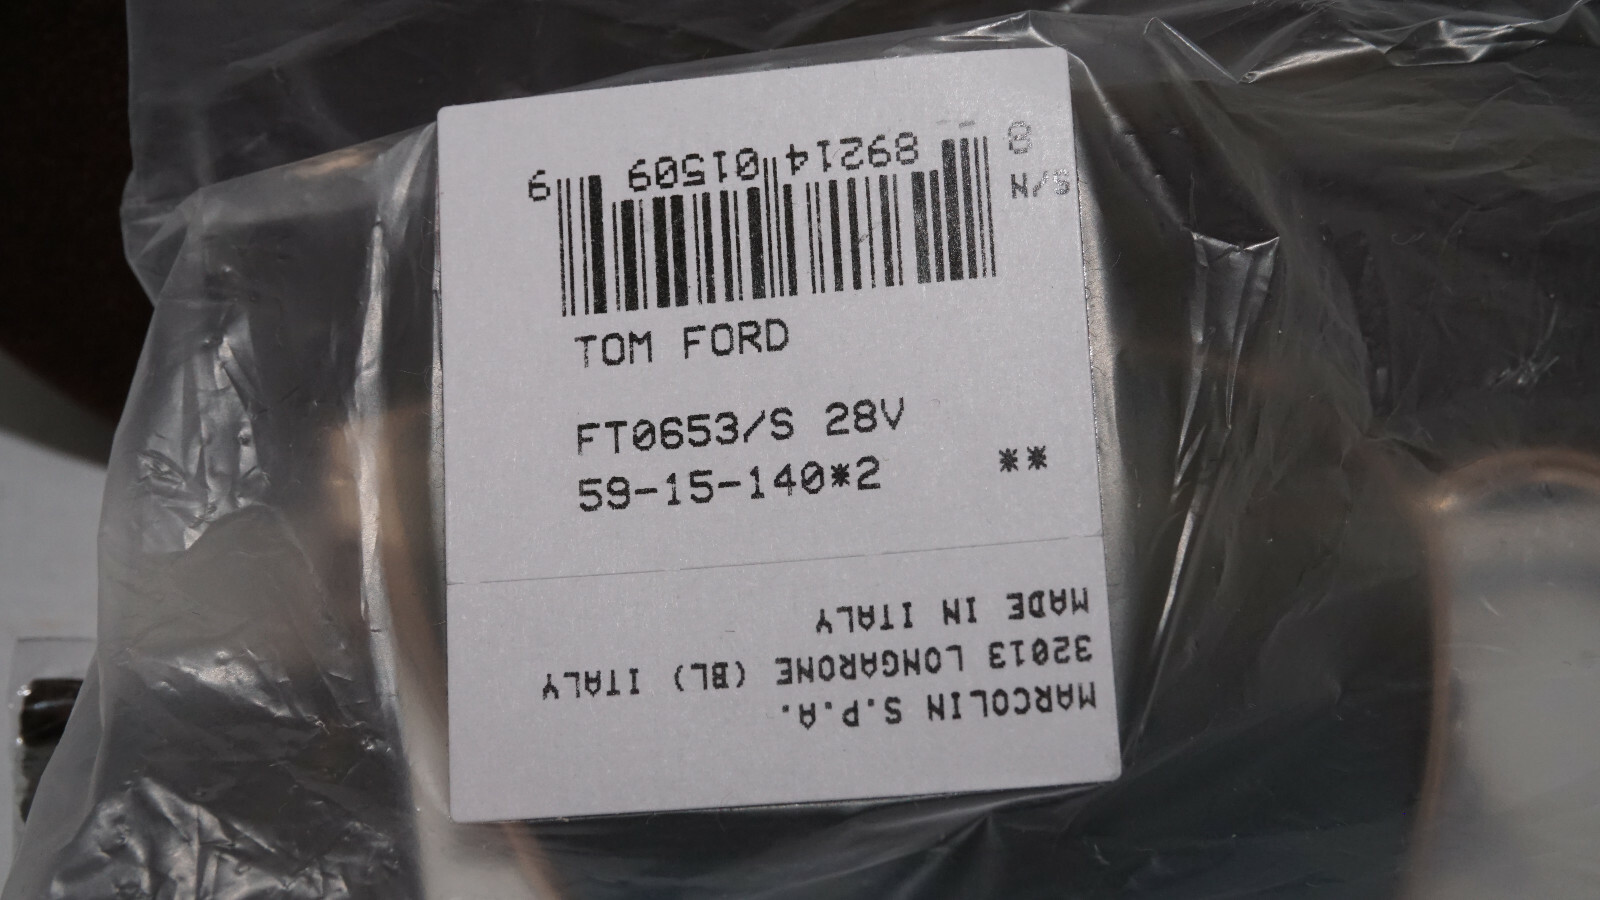 8 89214 01509 9
S/N
TOM FORD
FT0653/S 28V
59-15-140*2 **
MARCOLIN S.P.A.
32013 LONGARONE (BL) ITALY
MADE IN ITALY